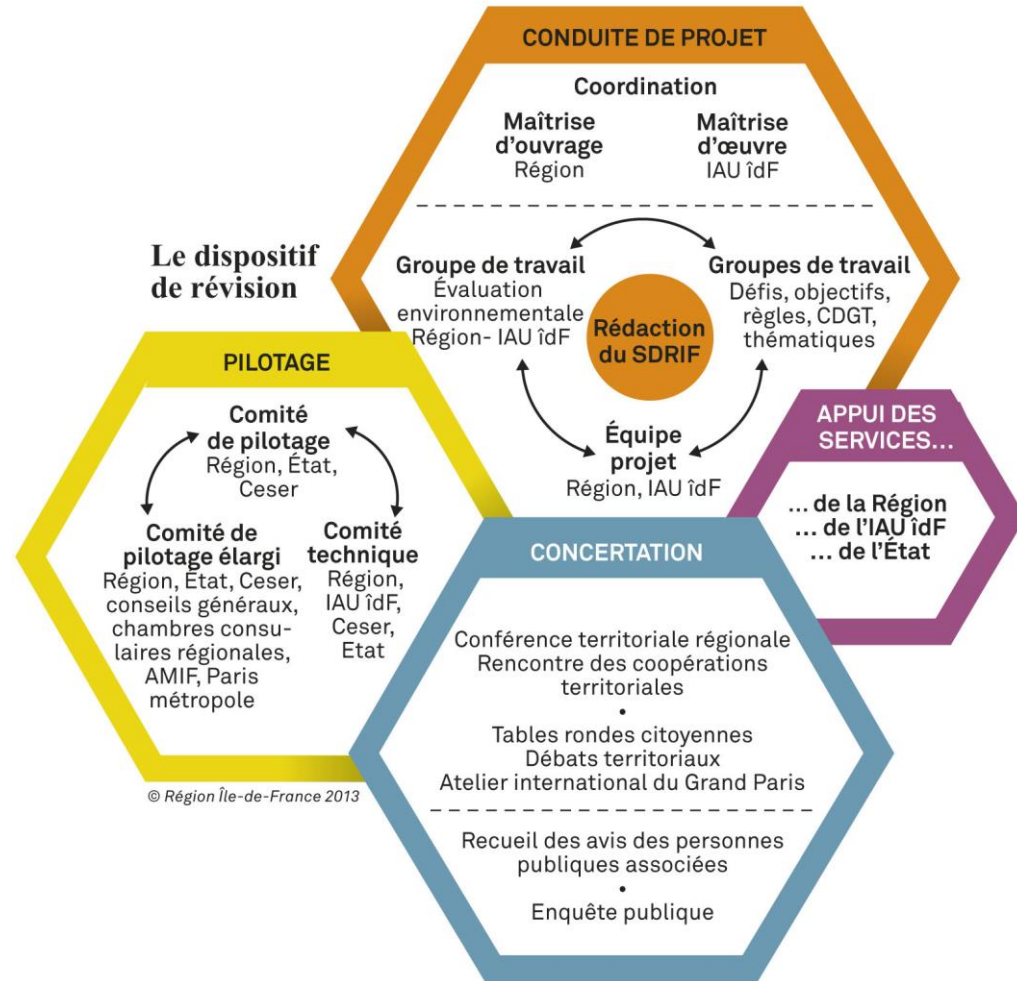 CONDUITE DE PROJET
Coordination
Maîtrise
d'ouvrage
Région
Maîtrise
d'œuvre
IAU îdF
Le dispositif
de révision
Groupe de travail
Évaluation
environnementale
Région- IAU îdF
Rédaction
du SDRIF
Groupes de travail
Défis, objectifs,
règles, CDGT,
thématiques
Équipe
projet
Région, IAU îdF
PILOTAGE
Comité
de pilotage
Région, État,
Ceser
Comité de
pilotage élargi
Région, État, Ceser,
conseils généraux,
chambres consu-
laires régionales,
AMIF, Paris
métropole
Comité
technique
Région,
IAU îdF,
Ceser,
Etat
APPUI DES
SERVICES...
... de la Région
... de l'IAU îdF
... de l'État
CONCERTATION
Conférence territoriale régionale
Rencontre des coopérations
territoriales
•
Tables rondes citoyennes
Débats territoriaux
Atelier international du Grand Paris
Recueil des avis des personnes
publiques associées
•
Enquête publique
© Région Île-de-France 2013